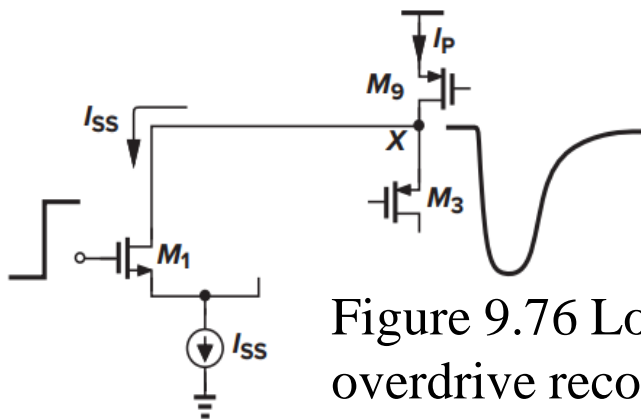 I_P
M_9
I_SS
X
M_3
M_1
I_SS
Figure 9.76 Lo
overdrive reco